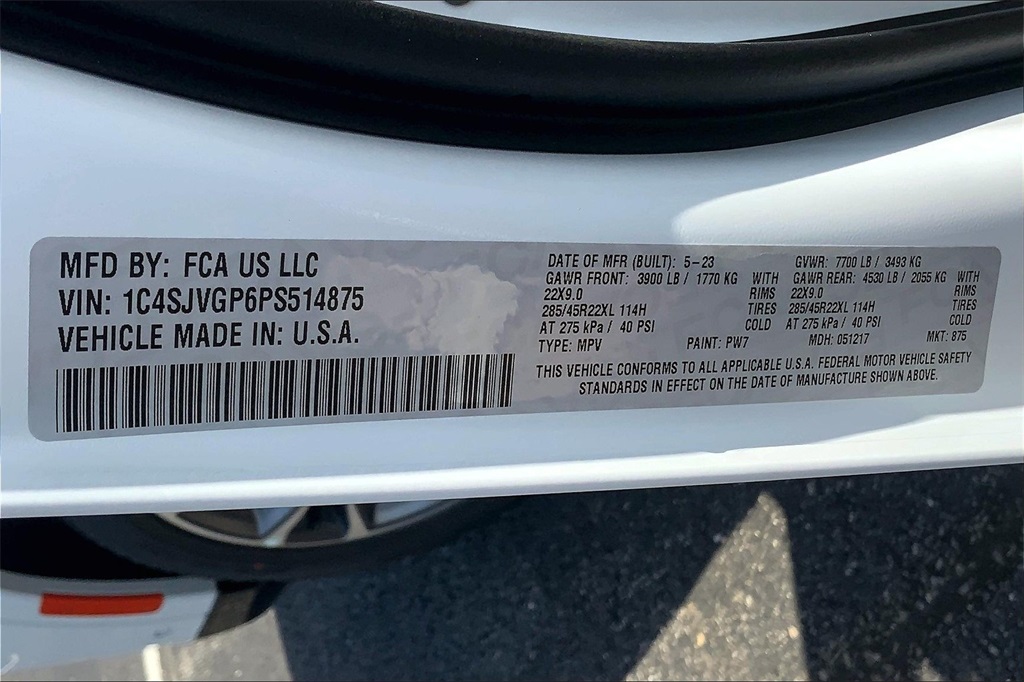 MFD BY: FCA US LLC
VIN: 1C4SJVGP6PS514875
VEHICLE MADE IN: U.S.A.
DATE OF MFR (BUILT): 5-23 GVWR: 7700 LB / 3493 KG
GAWR FRONT: 3900 LB / 1770 KG WITH GAWR REAR: 4530 LB / 2055 KG WITH
22X9.0 RIMS 22X9.0 RIMS
285/45R22XL 114H TIRES 285/45R22XL 114H TIRES
AT 275 kPa / 40 PSI COLD AT 275 kPa / 40 PSI COLD
TYPE: MPV PAINT: PW7 MDH: 051217 MKT: 875
THIS VEHICLE CONFORMS TO ALL APPLICABLE U.S.A. FEDERAL MOTOR VEHICLE SAFETY
STANDARDS IN EFFECT ON THE DATE OF MANUFACTURE SHOWN ABOVE.